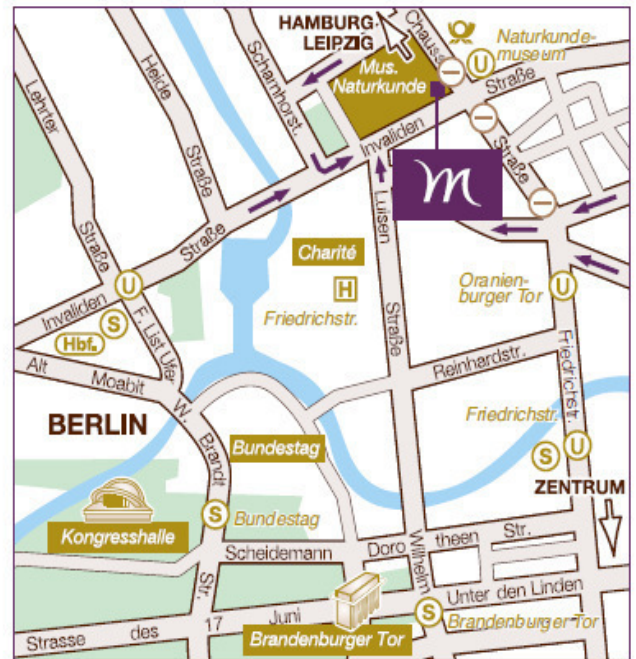 HAMBURG
LEIPZIG
Chauss
Naturkunde-
museum
U
Mus.
Naturkunde
Straße
Lehrter
Straße
Heide
Straße
Scharnhorst.
Invaliden
Straße
m
Luisen
Straße
Charité
H
Friedrichstr.
Oranien-
burger Tor
U
Invaliden
Straße
U
S
Hbf.
F. List Ufer
Alt
Moabit
W.
Brandt
Str.
Reinhardstr.
Friedrichstr.
Friedrichstr.
S
U
BERLIN
Bundestag
ZENTRUM
Kongresshalle
S
Bundestag
Scheidemann
Doro
theen
Str.
Wilhelm
Unter den Linden
S
Brandenburger Tor
Strasse
des
17
Juni
Brandenburger Tor